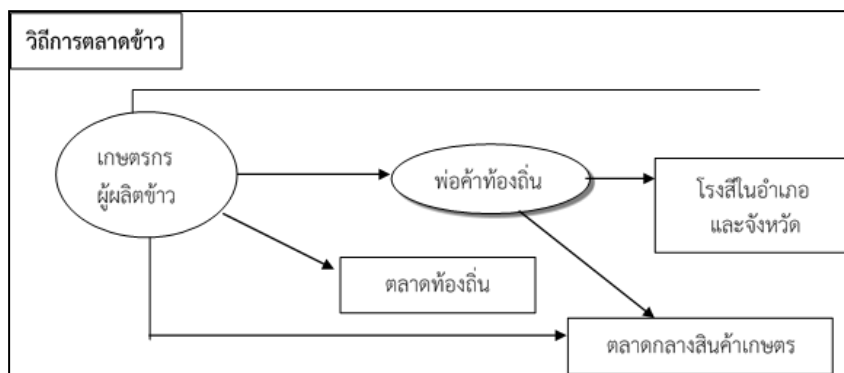 วิถีการตลาดข้าว
เกษตรกร
ผู้ผลิตข้าว
พ่อค้าท้องถิ่น
โรงสีในอำเภอ
และจังหวัด
ตลาดท้องถิ่น
ตลาดกลางสินค้าเกษตร